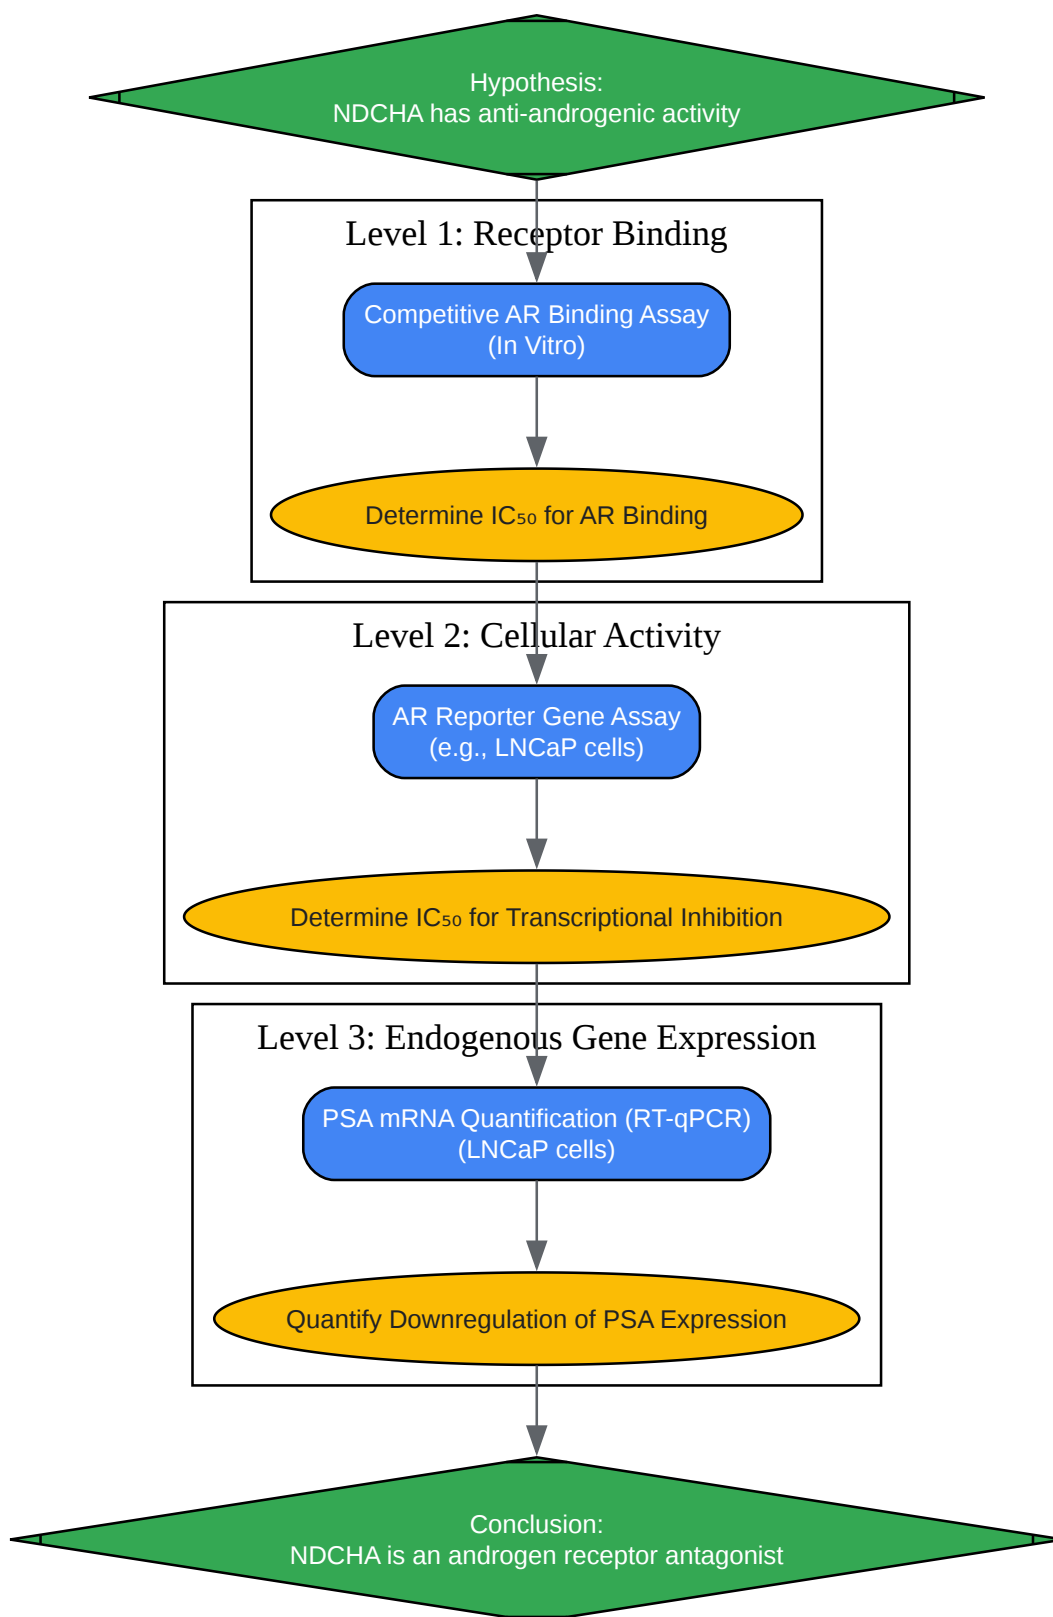 Hypothesis:
NDCHA has anti-androgenic activity
Level 1: Receptor Binding
Competitive AR Binding Assay
(In Vitro)
Determine IC₅₀ for AR Binding
Level 2: Cellular Activity
AR Reporter Gene Assay
(e.g., LNCaP cells)
Determine IC₅₀ for Transcriptional Inhibition
Level 3: Endogenous Gene Expression
PSA mRNA Quantification (RT-qPCR)
(LNCaP cells)
Quantify Downregulation of PSA Expression
Conclusion:
NDCHA is an androgen receptor antagonist